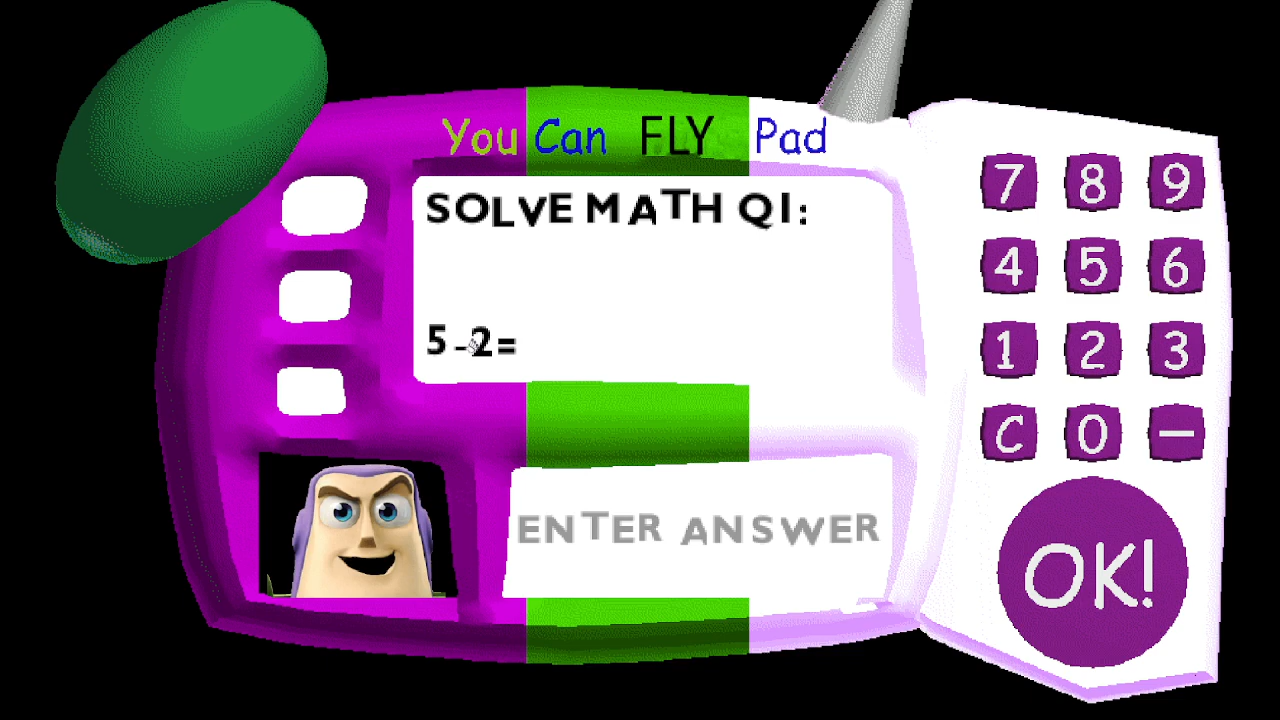 You Can FLY Pad
SOLVE MATH Q1:
5-2=
ENTER ANSWER
7 8 9
4 5 6
1 2 3
C 0 -
OK!